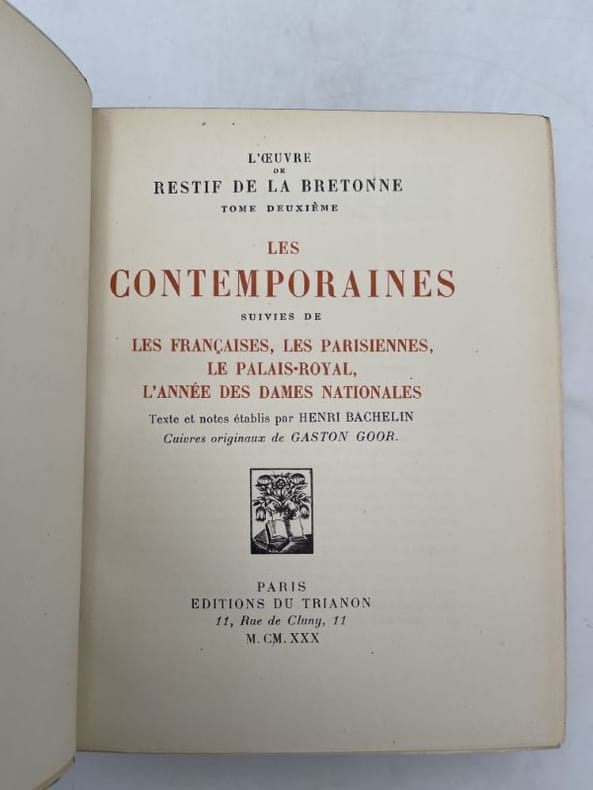 L'ŒUVRE
DE
RESTIF DE LA BRETONNE
TOME DEUXIÈME
LES
CONTEMPORAINES
SUIVIES DE
LES FRANÇAISES, LES PARISIENNES,
LE PALAIS-ROYAL,
L'ANNÉE DES DAMES NATIONALES
Texte et notes établis par HENRI BACHELIN
Cuivres originaux de GASTON GOOR.
PARIS
EDITIONS DU TRIANON
11, Rue de Cluny, 11
M.CM.XXX